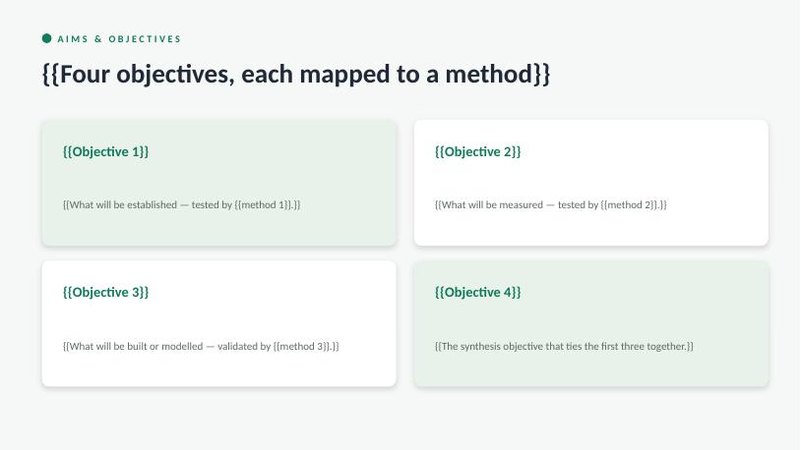 AIMS & OBJECTIVES
{{Four objectives, each mapped to a method}}
{{Objective 1}}
{{What will be established — tested by {{method 1}}.}}
{{Objective 2}}
{{What will be measured — tested by {{method 2}}.}}
{{Objective 3}}
{{What will be built or modelled — validated by {{method 3}}.}}
{{Objective 4}}
{{The synthesis objective that ties the first three together.}}